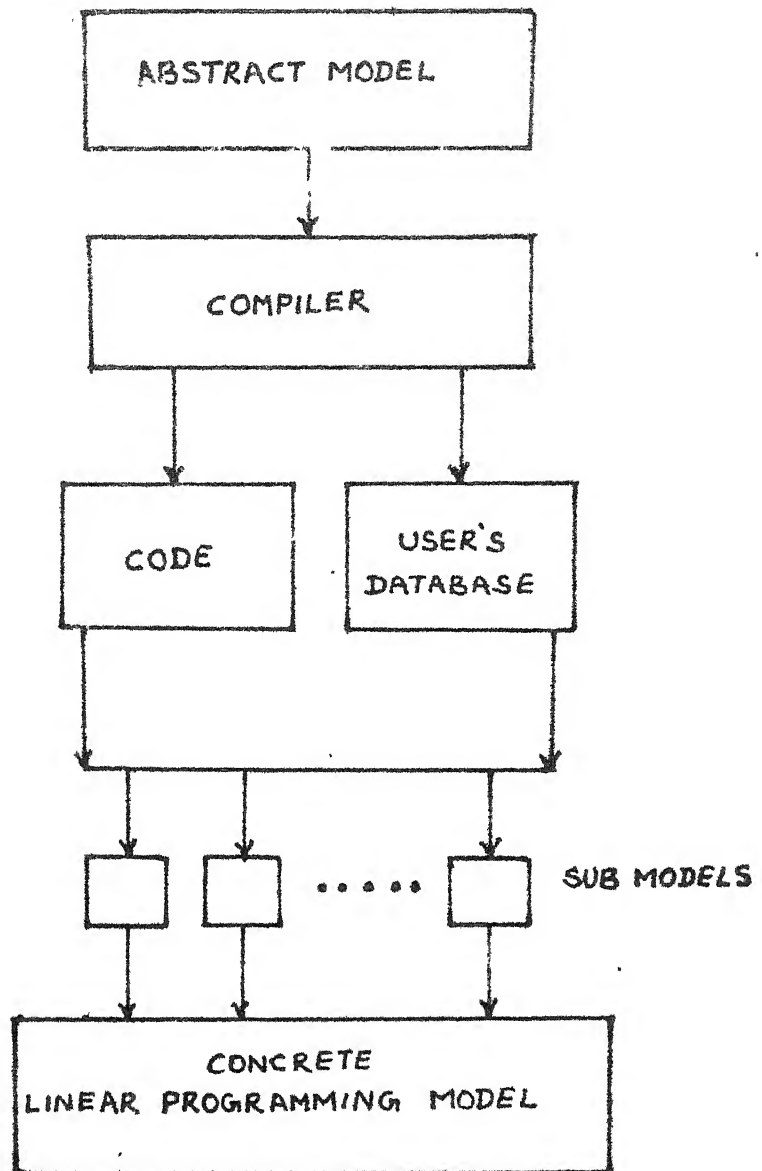 ABSTRACT MODEL
COMPILER
CODE
USER'S
DATABASE
SUB MODELS
CONCRETE
LINEAR PROGRAMMING MODEL